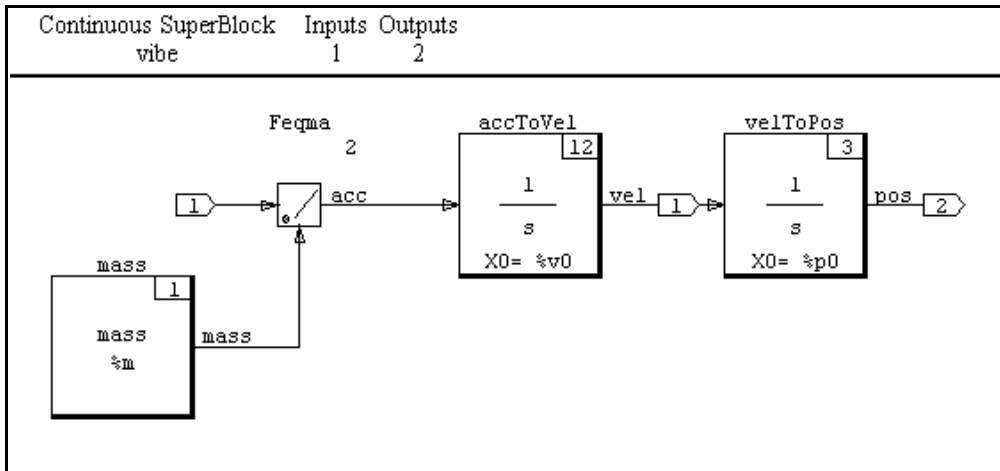 Continuous SuperBlock Inputs Outputs
vibe 1 2
Feqma
2
accToVel
12
velToPos
3
1
acc
1
s
X0= %v0
vel
1
1
s
X0= %p0
pos
2
mass
1
mass
%m
mass